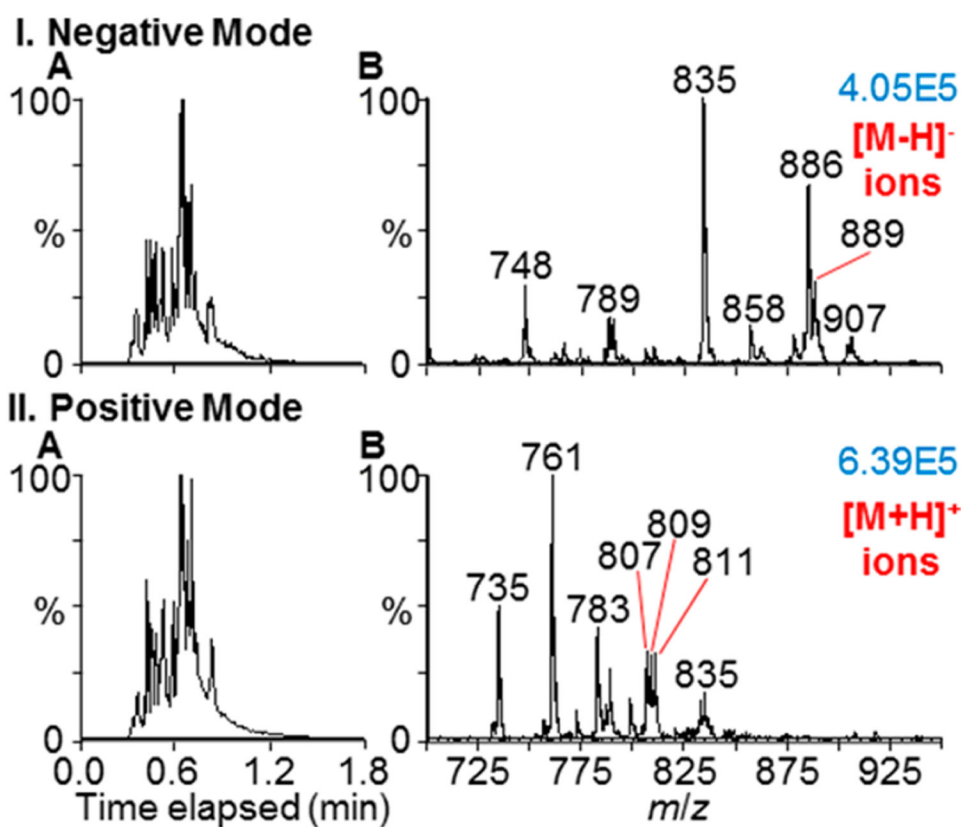 I. Negative Mode
A
B
100
%
0
100
%
0
835
886
889
748
789
858
907
4.05E5
[M-H]-
ions
II. Positive Mode
A
B
100
%
0
0.0 0.6 1.2 1.8
Time elapsed (min)
100
%
0
761
735
783
807
809
811
835
6.39E5
[M+H]+
ions
725 775 825 875 925
m/z